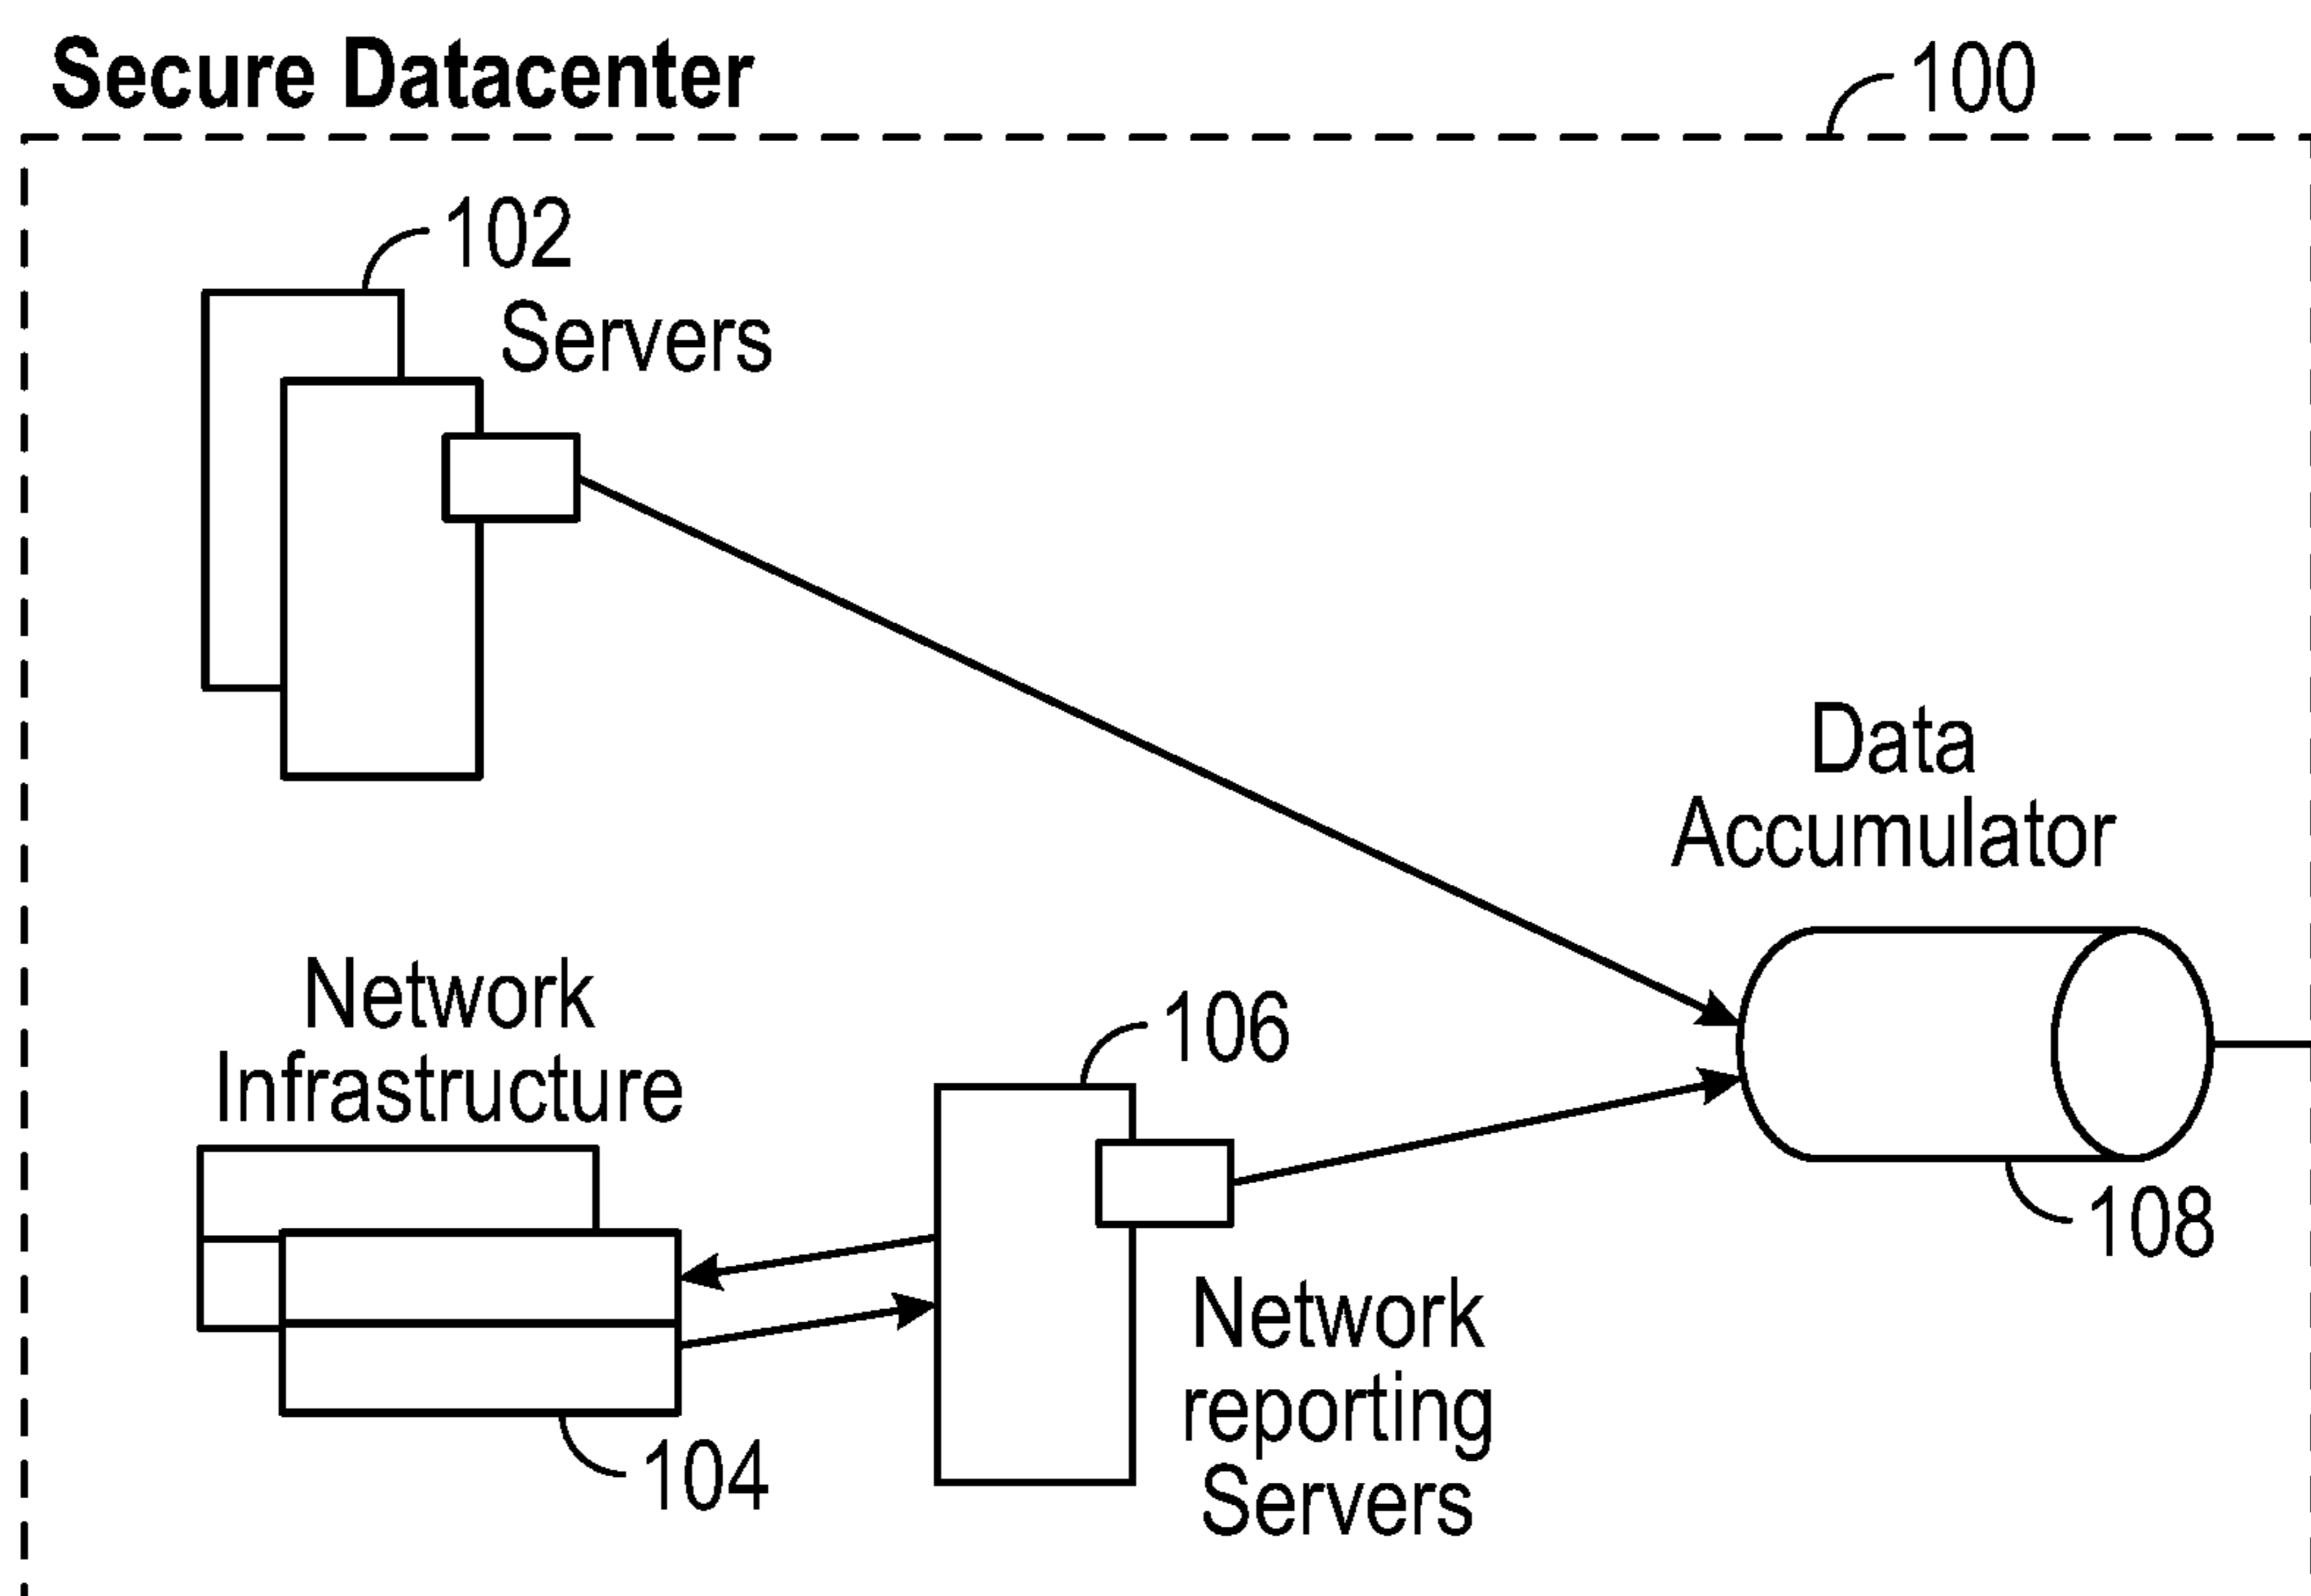 Secure Datacenter
100
102
Servers
Data
Accumulator
Network
Infrastructure
106
108
Network
reporting
Servers
104